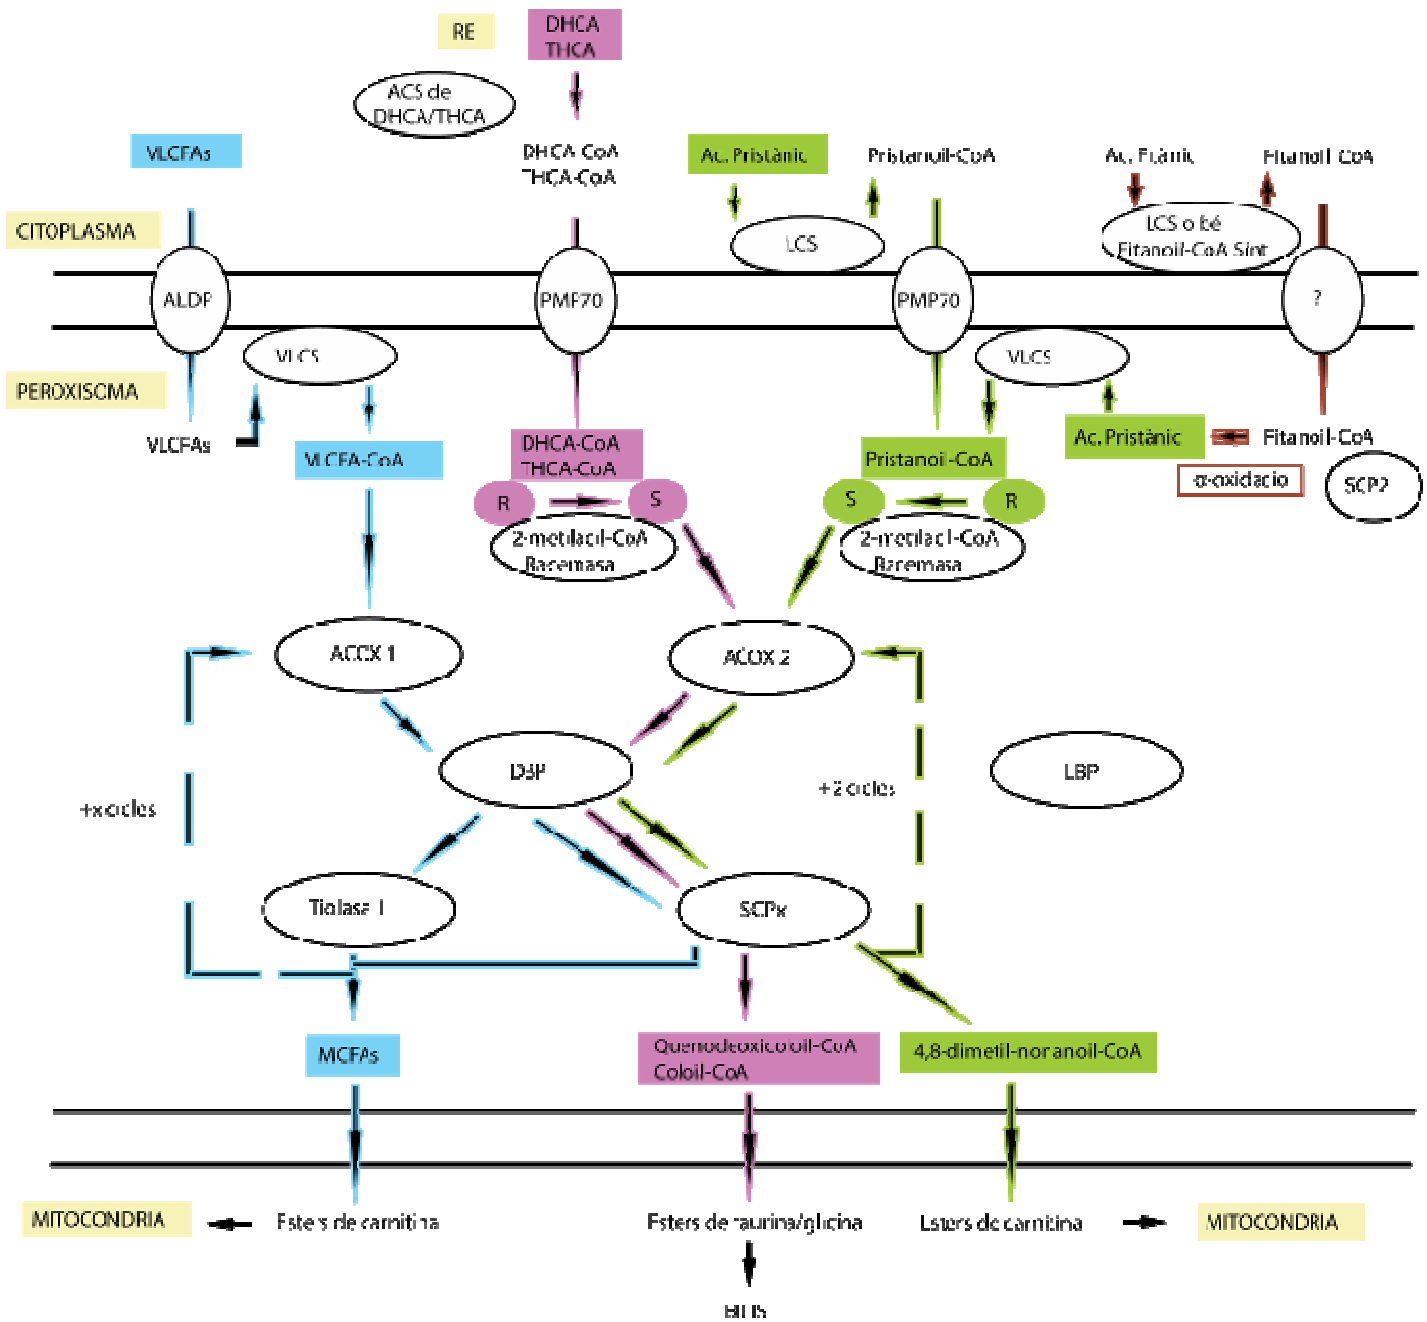 RE
DHCA
THCA
ACS de
DHCA/THCA
VLCFAs
DHCA-CoA
THCA-CoA
Ac. Pristànic
Pristanoil-CoA
Ac. Fitànic
Fitanoil-CoA
CITOPLASMA
LCS
LCS o bé
Fitanoil-CoA Sint
ALDP
PMP70
PMP70
?
VLCS
VLCS
PEROXISOMA
VLCFAs
VLCFA-CoA
DHCA-CoA
THCA-CoA
Pristanoil-CoA
Ac. Pristànic
Fitanoil-CoA
α-oxidacio
SCP2
R
S
S
R
2-metilacil-CoA
Racemasa
2-metilacil-CoA
Racemasa
ACOX 1
ACOX 2
DBP
LBP
+x cicles
+2 cicles
Tiolasa I
SCPx
MCFAs
Quenodeoxicoloil-CoA
Coloil-CoA
4,8-dimetil-nonanoil-CoA
MITOCONDRIA
Esters de carnitina
Esters de taurina/glicina
Esters de carnitina
MITOCONDRIA
BILIS